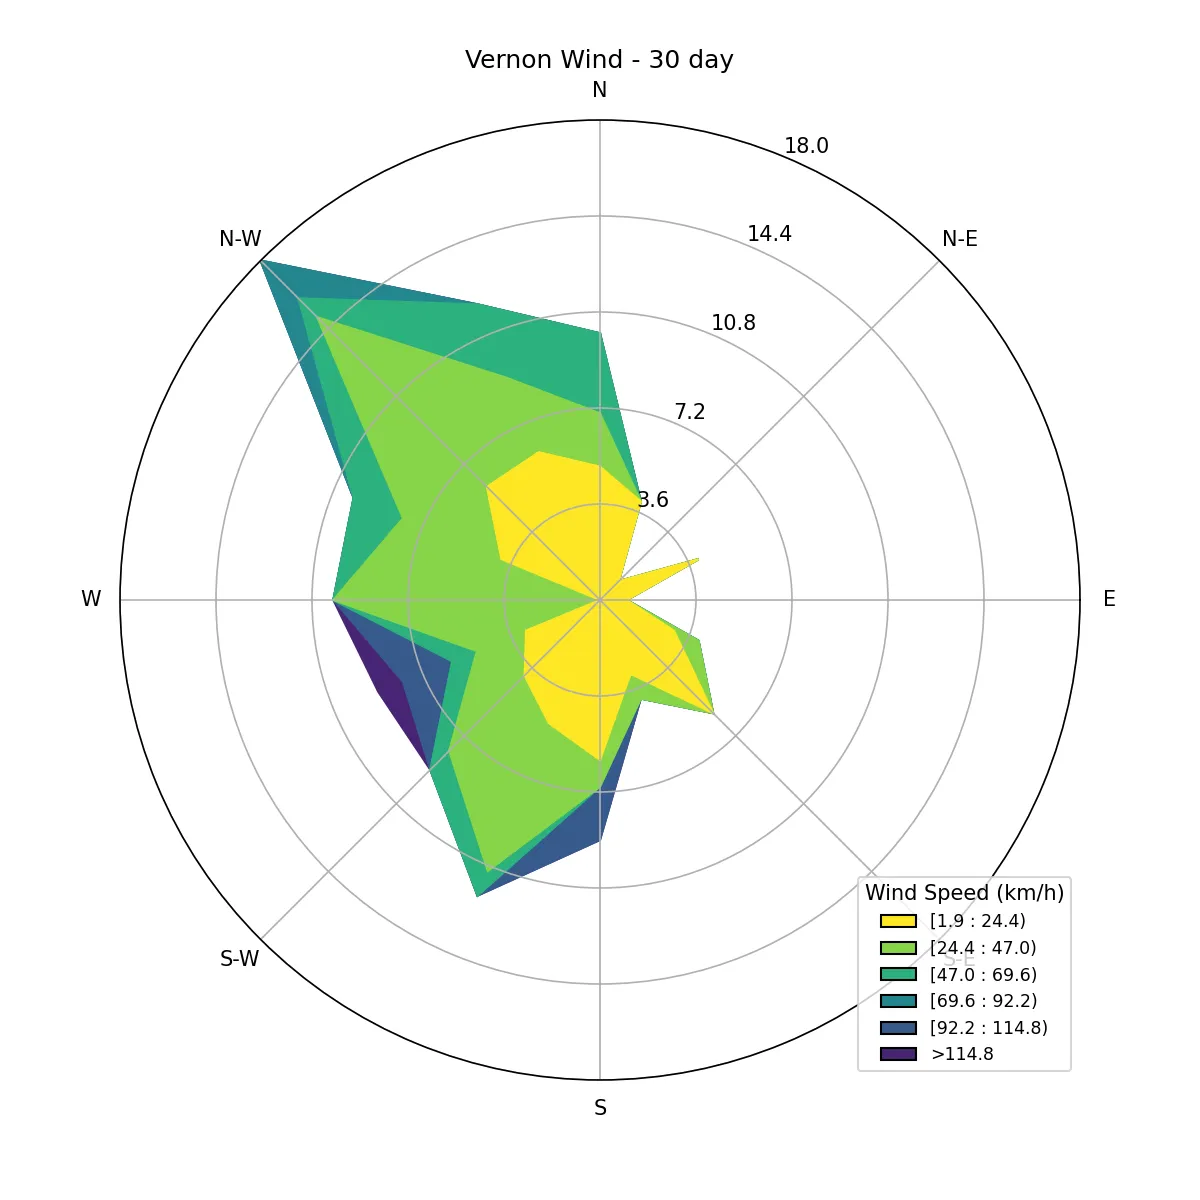 Vernon Wind - 30 day
N
18.0
14.4
N-W
N-E
10.8
7.2
3.6
W
E
Wind Speed (km/h)
[1.9 : 24.4)
[24.4 : 47.0)
S-W
S-E
[47.0 : 69.6)
[69.6 : 92.2)
[92.2 : 114.8)
>114.8
S